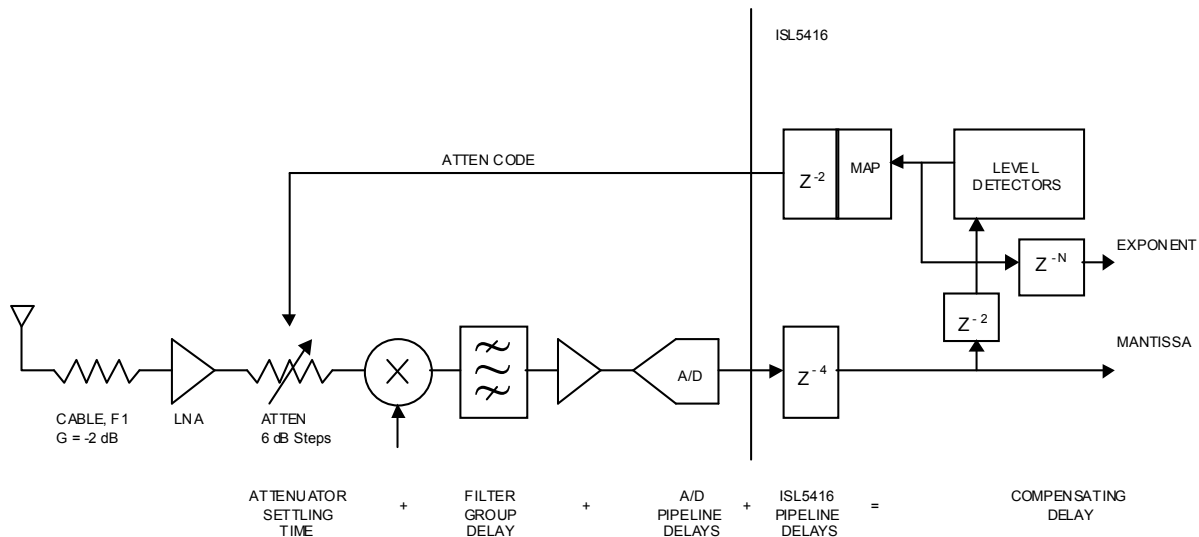 ISL5416
ATTEN CODE
Z-2
MAP
LEVEL
DETECTORS
EXPONENT
Z-N
Z-2
MANTISSA
A/D
Z-4
CABLE, F1
G = -2 dB
LNA
ATTEN
6 dB Steps
ATTENUATOR
SETTLING
TIME
+
FILTER
GROUP
DELAY
+
A/D
PIPELINE
DELAYS
+
ISL5416
PIPELINE
DELAYS
=
COMPENSATING
DELAY